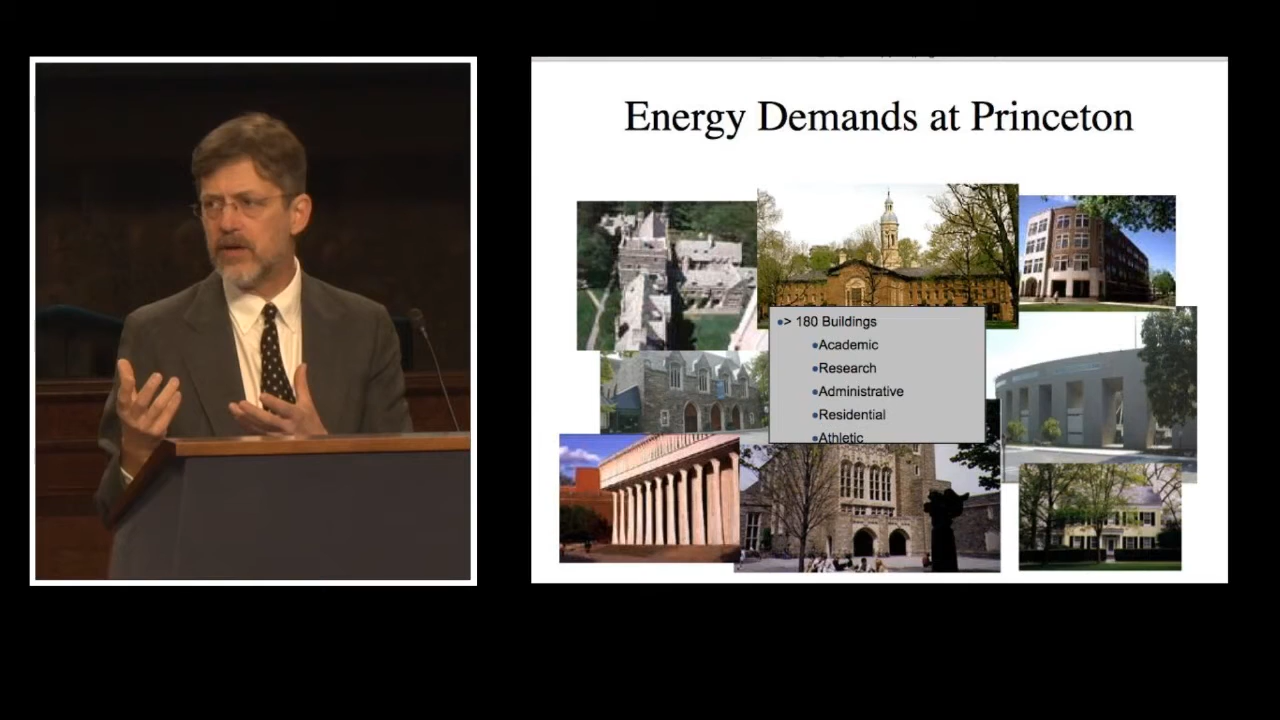 Energy Demands at Princeton
•> 180 Buildings
•Academic
•Research
•Administrative
•Residential
•Athletic